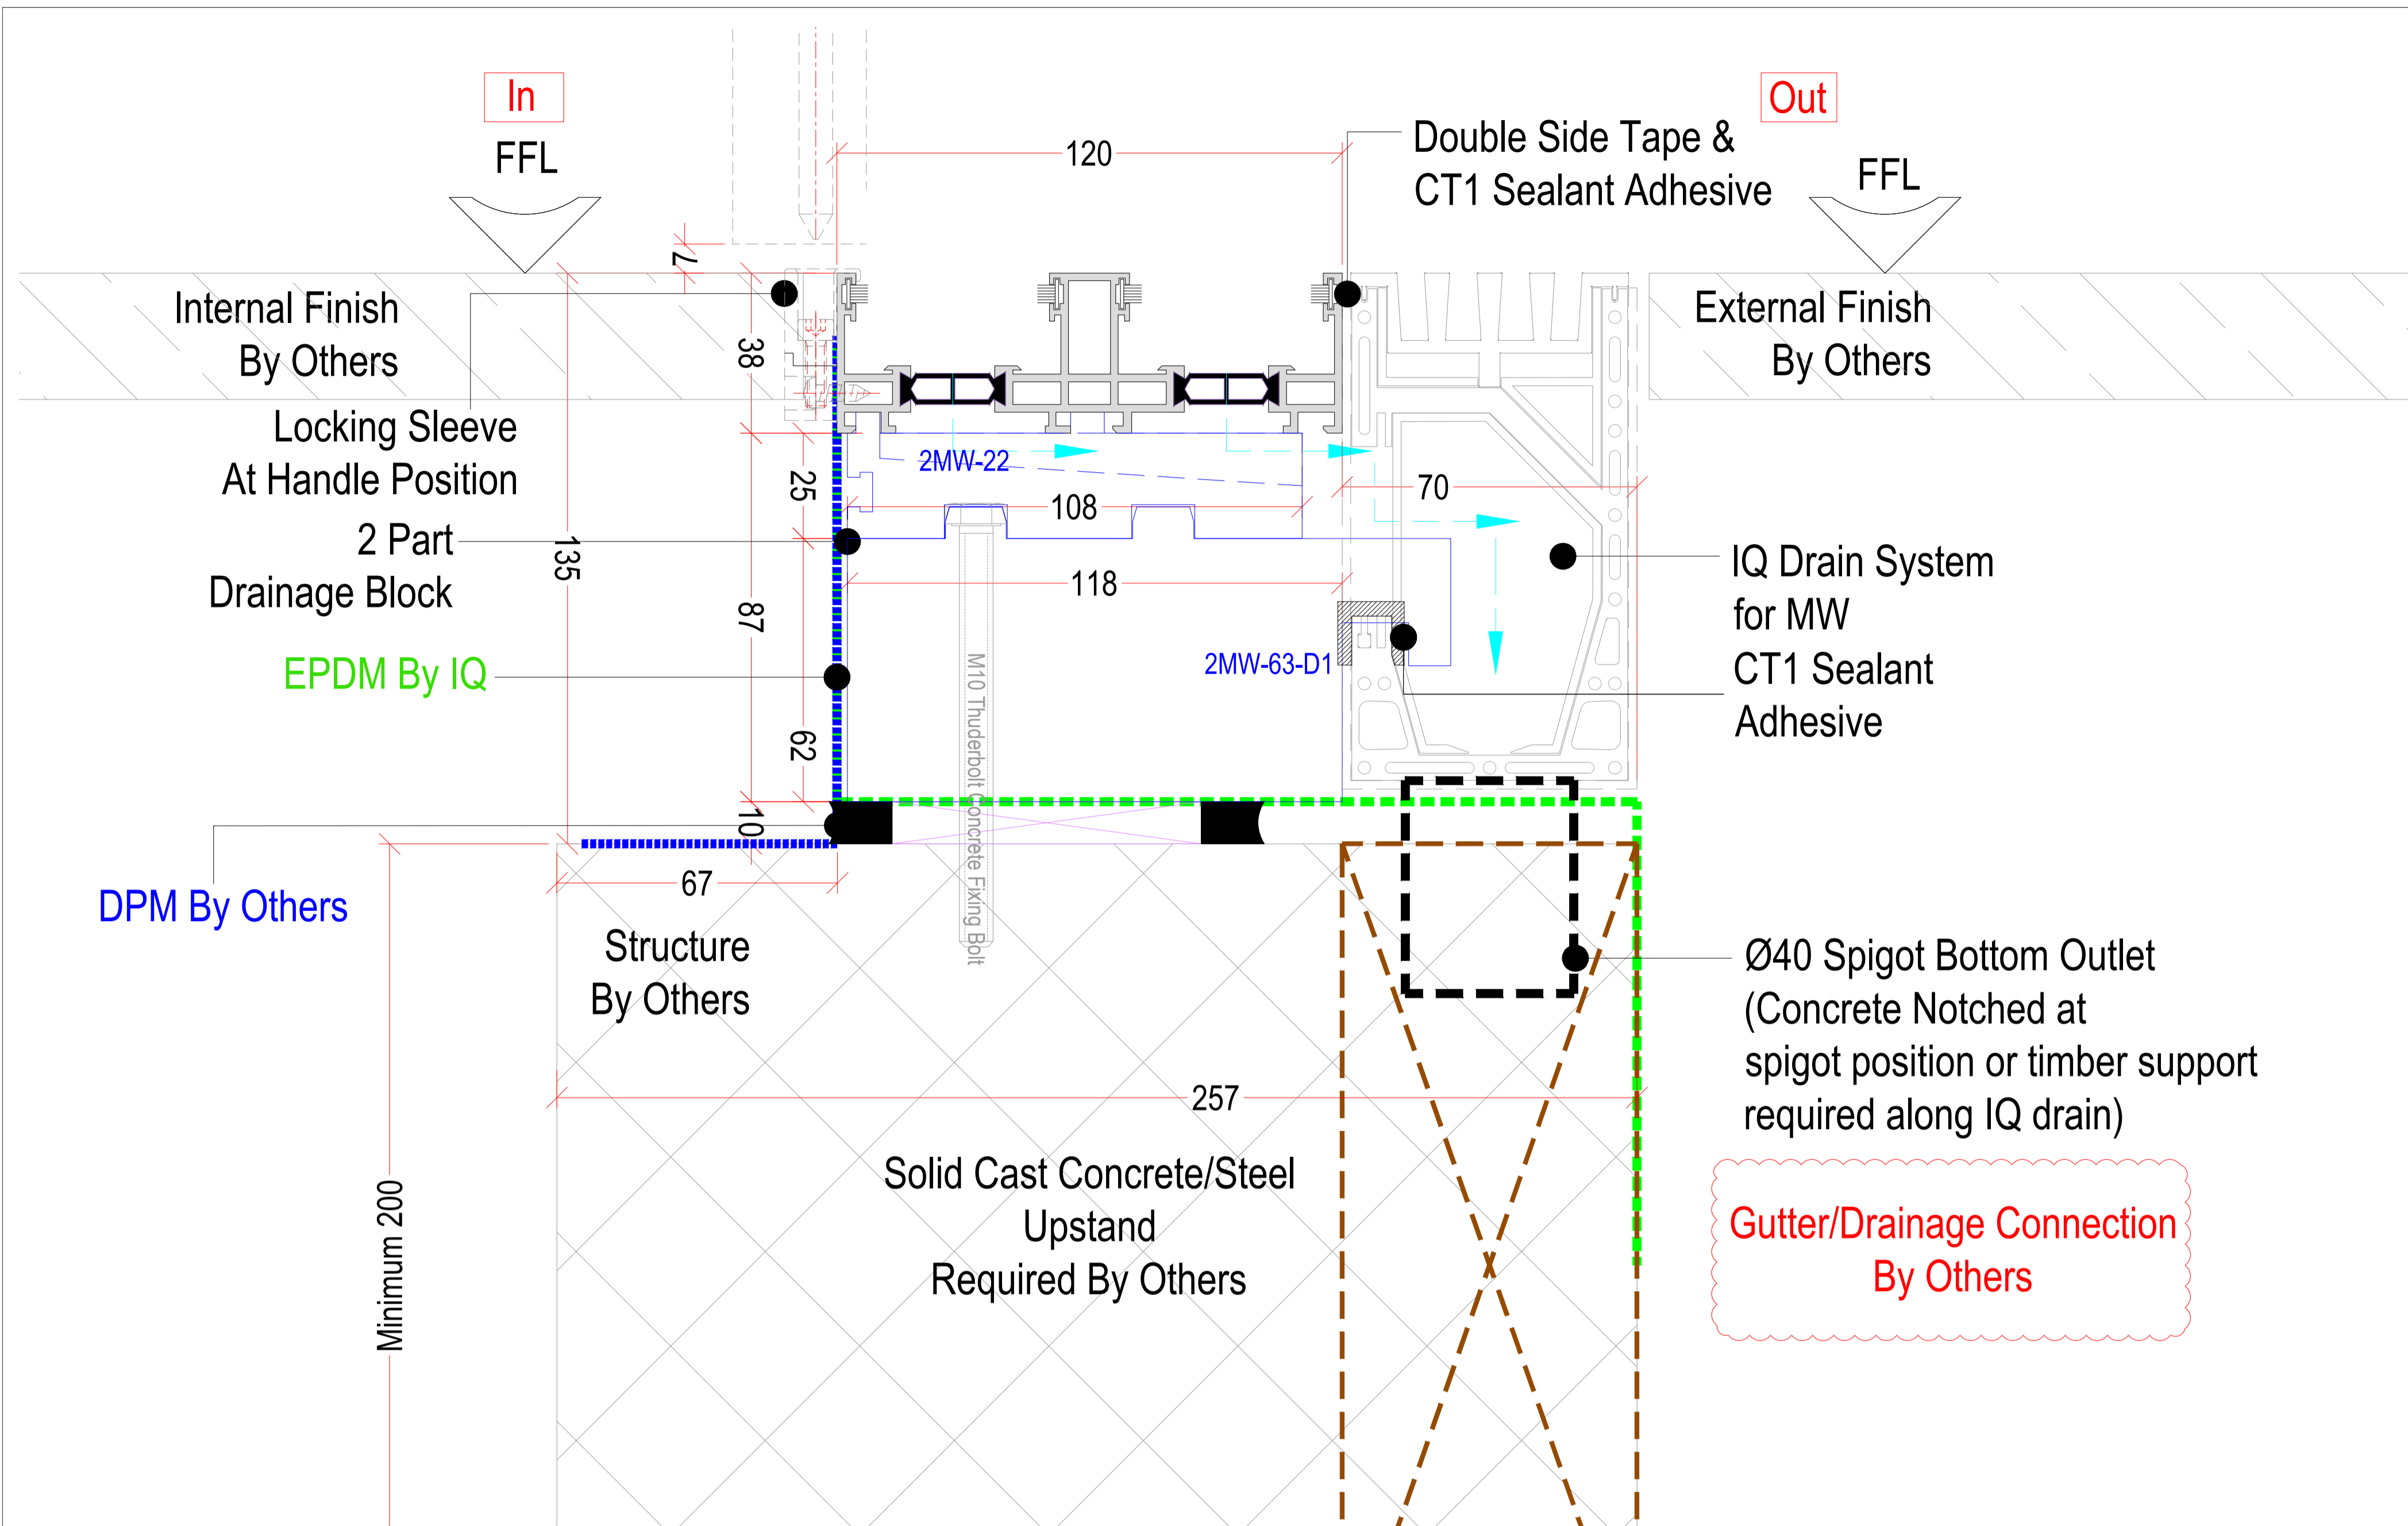 In
FFL
Out
FFL
120
Double Side Tape &
CT1 Sealant Adhesive
7
Internal Finish
By Others
External Finish
By Others
38
Locking Sleeve
At Handle Position
2MW-22
25
108
70
2 Part
Drainage Block
135
118
IQ Drain System
for MW
87
EPDM By IQ
2MW-63-D1
CT1 Sealant
Adhesive
M10 Thuderbolt Concrete Fixing Bolt
62
10
67
DPM By Others
Structure
By Others
Ø40 Spigot Bottom Outlet
(Concrete Notched at
spigot position or timber support
required along IQ drain)
257
Minimum 200
Solid Cast Concrete/Steel
Upstand
Required By Others
Gutter/Drainage Connection
By Others